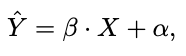 Ŷ = β · X + α,